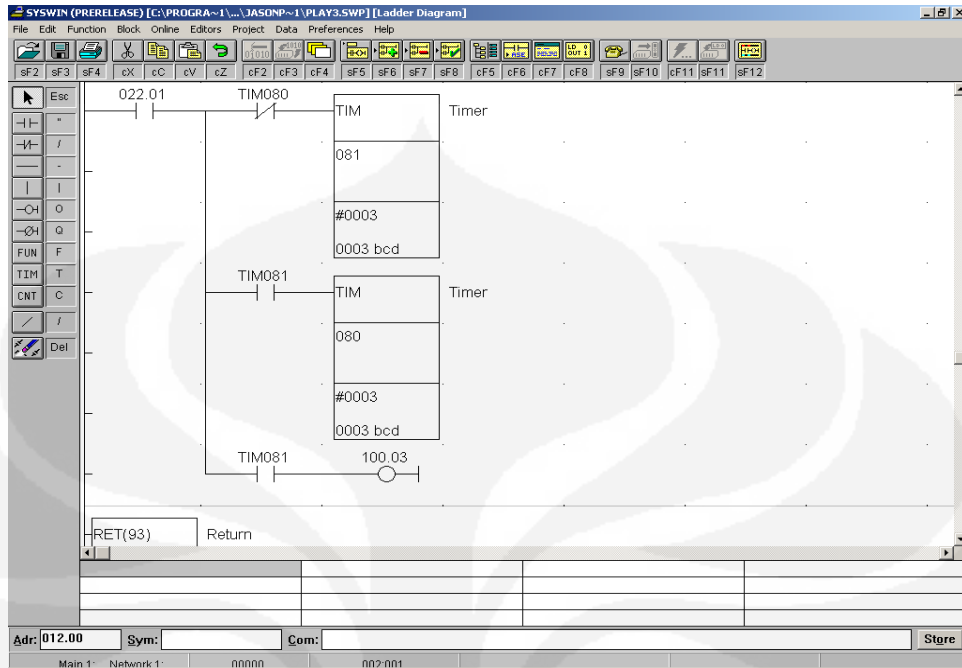 SYSWIN (PRERELEASE) [C:\PROGRA~1\...\JASONP~1\PLAY3.SWP] [Ladder Diagram]
File Edit Function Block Online Editors Project Data Preferences Help
sF2 sF3 sF4 cX cC cV cZ cF2 cF3 cF4 sF5 sF6 sF7 sF8 cF5 cF6 cF7 cF8 sF9 sF10 cF11 sF11 sF12
Esc
"
/
-
|
O
Q
FUN F
TIM T
CNT C
/
Del
022.01 TIM080
TIM Timer
081
#0003
0003 bcd
TIM081
TIM Timer
080
#0003
0003 bcd
TIM081 100.03
RET(93) Return
Adr: 012.00 Sym: Com: Store
Main 1: Network 1: 00000 002:001